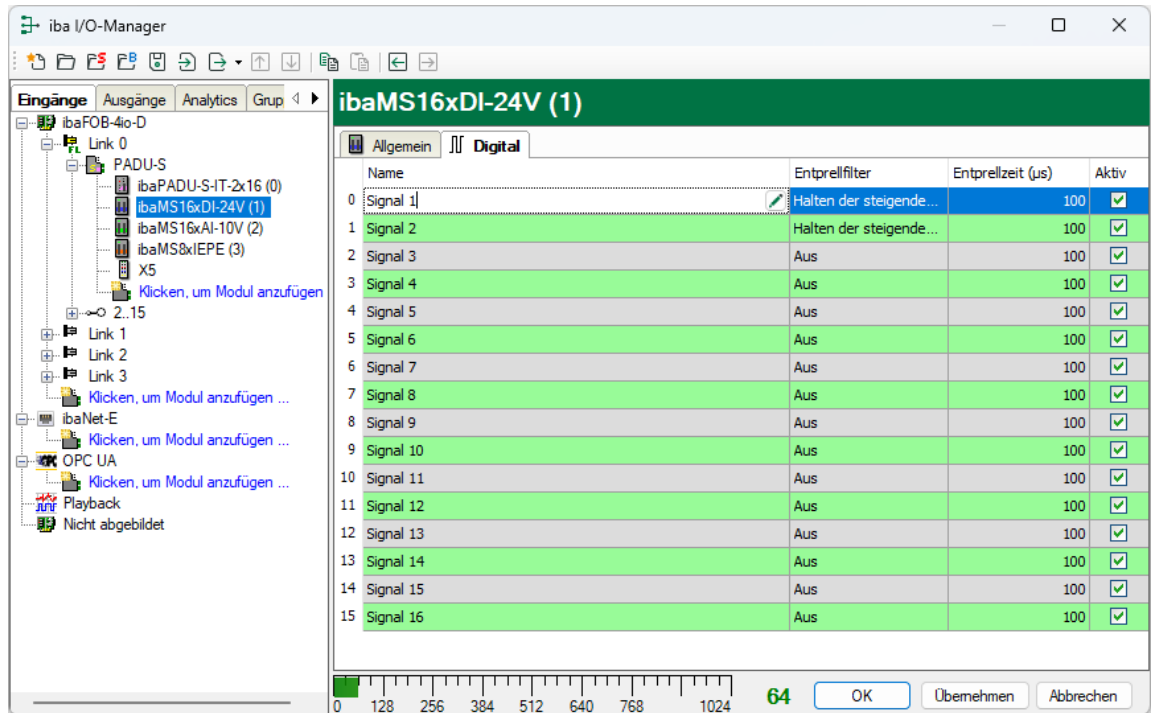 iba I/O-Manager
Eingänge Ausgänge Analytics Grup
ibaFOB-4io-D
Link 0
PADU-S
ibaPADU-S-IT-2x16 (0)
ibaMS16xDI-24V (1)
ibaMS16xAI-10V (2)
ibaMS8xIEPE (3)
X5
Klicken, um Modul anzufügen
2..15
Link 1
Link 2
Link 3
Klicken, um Modul anzufügen ...
ibaNet-E
Klicken, um Modul anzufügen ...
OPC UA
Klicken, um Modul anzufügen ...
Playback
Nicht abgebildet
ibaMS16xDI-24V (1)
Allgemein Digital
Name Entprellfilter Entprellzeit (µs) Aktiv
0 Signal 1 Halten der steigende... 100
1 Signal 2 Halten der steigende... 100
2 Signal 3 Aus 100
3 Signal 4 Aus 100
4 Signal 5 Aus 100
5 Signal 6 Aus 100
6 Signal 7 Aus 100
7 Signal 8 Aus 100
8 Signal 9 Aus 100
9 Signal 10 Aus 100
10 Signal 11 Aus 100
11 Signal 12 Aus 100
12 Signal 13 Aus 100
13 Signal 14 Aus 100
14 Signal 15 Aus 100
15 Signal 16 Aus 100
0 128 256 384 512 640 768 1024
64 OK Übernehmen Abbrechen